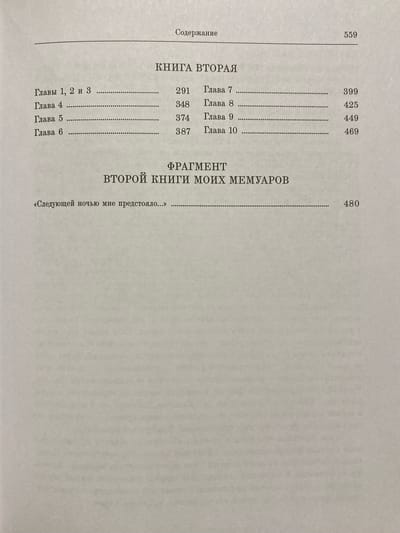 Содержание 559
КНИГА ВТОРАЯ
Главы 1, 2 и 3 ........................ 291
Глава 4 ........................ 348
Глава 5 ........................ 374
Глава 6 ........................ 387
Глава 7 ........................ 399
Глава 8 ........................ 425
Глава 9 ........................ 449
Глава 10 ........................ 469
ФРАГМЕНТ
ВТОРОЙ КНИГИ МОИХ МЕМУАРОВ
«Следующей ночью мне предстояло...» ........................ 480